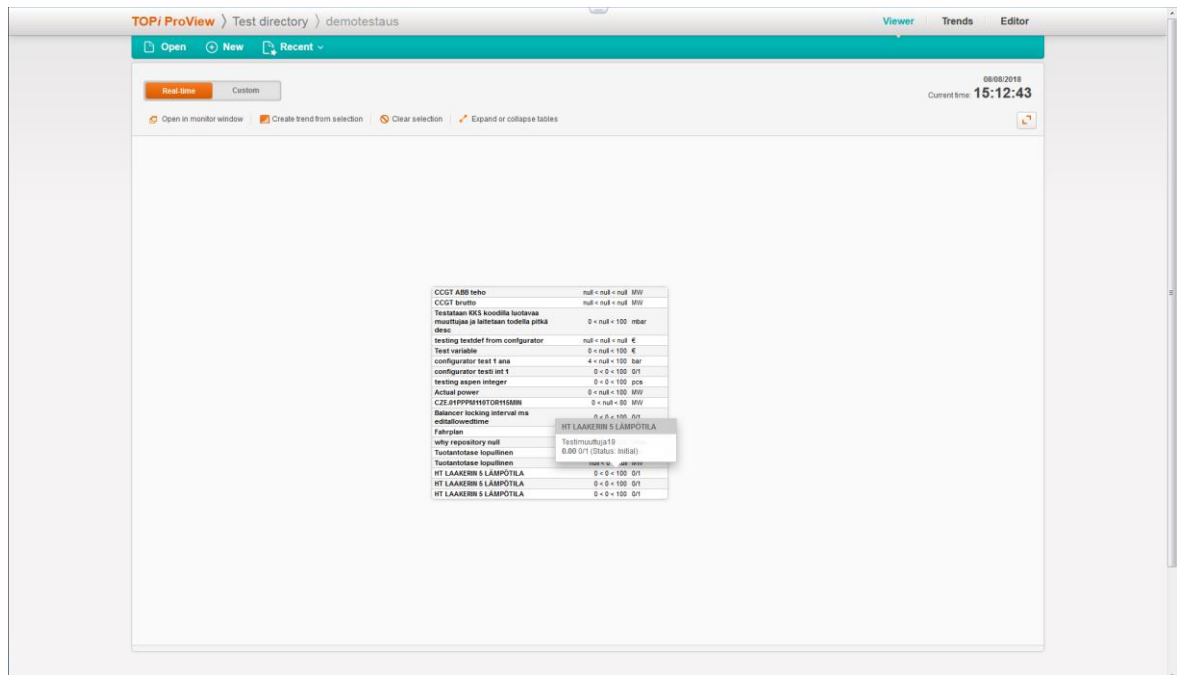 TOPi ProView ⟩ Test directory ⟩ demotestaus
Viewer Trends Editor
Open New Recent
Real-time Custom
08/08/2018
Current time: 15:12:43
Open in monitor window Create trend from selection Clear selection Expand or collapse tables
CCGT ABB teho null < null < null MW
CCGT brutto null < null < null MW
Testataan KKS koodilla luotavaa
muuttujaa ja laitetaan todella pitkä 0 < null < 100 mbar
desc
testing textdef from confgurator null < null < null €
Test variable 0 < null < 100 €
configurator test 1 ana 4 < null < 100 bar
configurator testi int 1 0 < 0 < 100 0/1
testing aspen integer 0 < 0 < 100 pcs
Actual power 0 < null < 100 MW
CZE.01PPPM110TOR115MIN 0 < null < 80 MW
Balancer locking interval ms
editallowedtime 0 < 0 < 100 0/1
Fahrplan
why repository null
Tuotantotase lopullinen
Tuotantotase lopullinen
HT LAAKERIN 5 LÄMPÖTILA
Testimuuttuja19
0.00 0/1 (Status: Initial)
HT LAAKERIN 5 LÄMPÖTILA 0 < 0 < 100 0/1
HT LAAKERIN 5 LÄMPÖTILA 0 < 0 < 100 0/1
HT LAAKERIN 5 LÄMPÖTILA 0 < 0 < 100 0/1